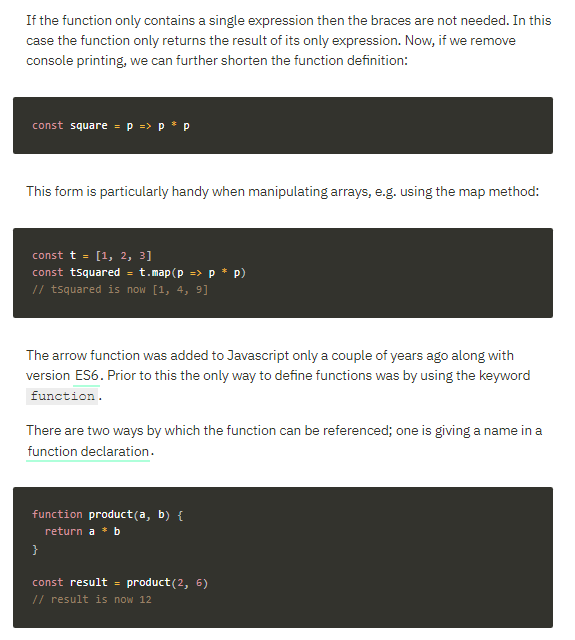 If the function only contains a single expression then the braces are not needed. In this
case the function only returns the result of its only expression. Now, if we remove
console printing, we can further shorten the function definition:
const square = p => p * p
This form is particularly handy when manipulating arrays, e.g. using the map method:
const t = [1, 2, 3]
const tSquared = t.map(p => p * p)
// tSquared is now [1, 4, 9]
The arrow function was added to Javascript only a couple of years ago along with
version ES6. Prior to this the only way to define functions was by using the keyword
function.
There are two ways by which the function can be referenced; one is giving a name in a
function declaration.
function product(a, b) {
  return a * b
}
const result = product(2, 6)
// result is now 12